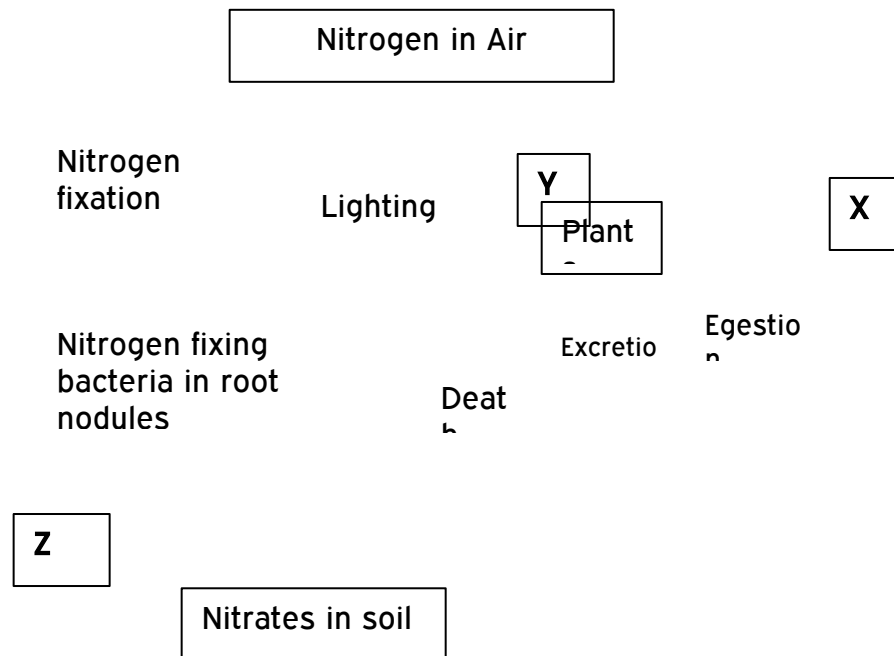 Nitrogen in Air
Nitrogen
fixation
Lighting
Y
X
Plant
Egestio
Nitrogen fixing
bacteria in root
nodules
Excretio
Deat
Z
Nitrates in soil